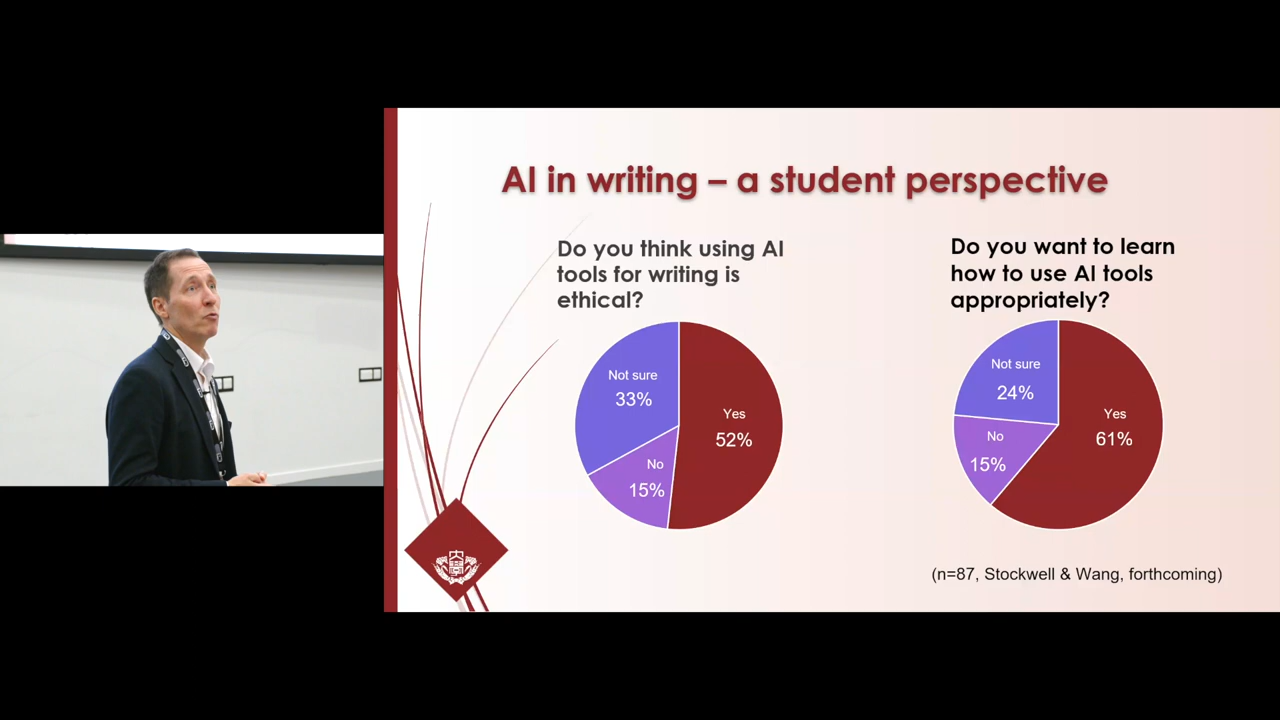 AI in writing – a student perspective
Do you think using AI
tools for writing is
ethical?
Not sure
33%
Yes
52%
No
15%
Do you want to learn
how to use AI tools
appropriately?
Not sure
24%
Yes
61%
No
15%
(n=87, Stockwell & Wang, forthcoming)